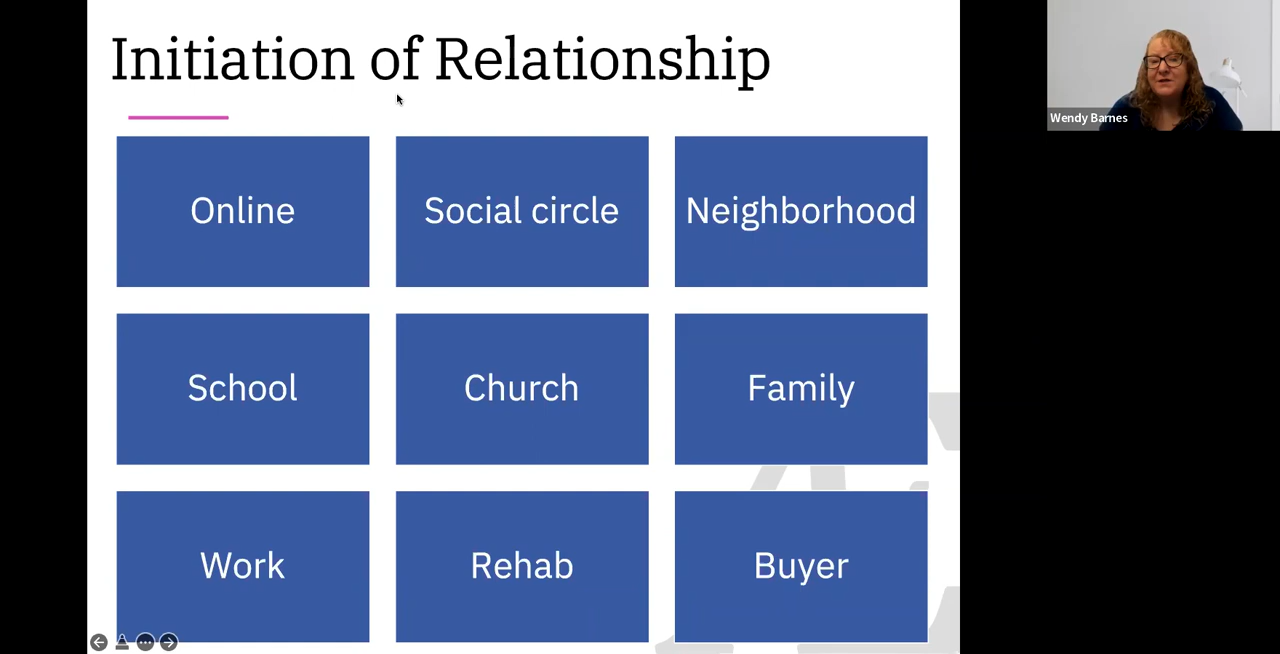 Initiation of Relationship
Wendy Barnes
Online
Social circle
Neighborhood
School
Church
Family
Work
Rehab
Buyer